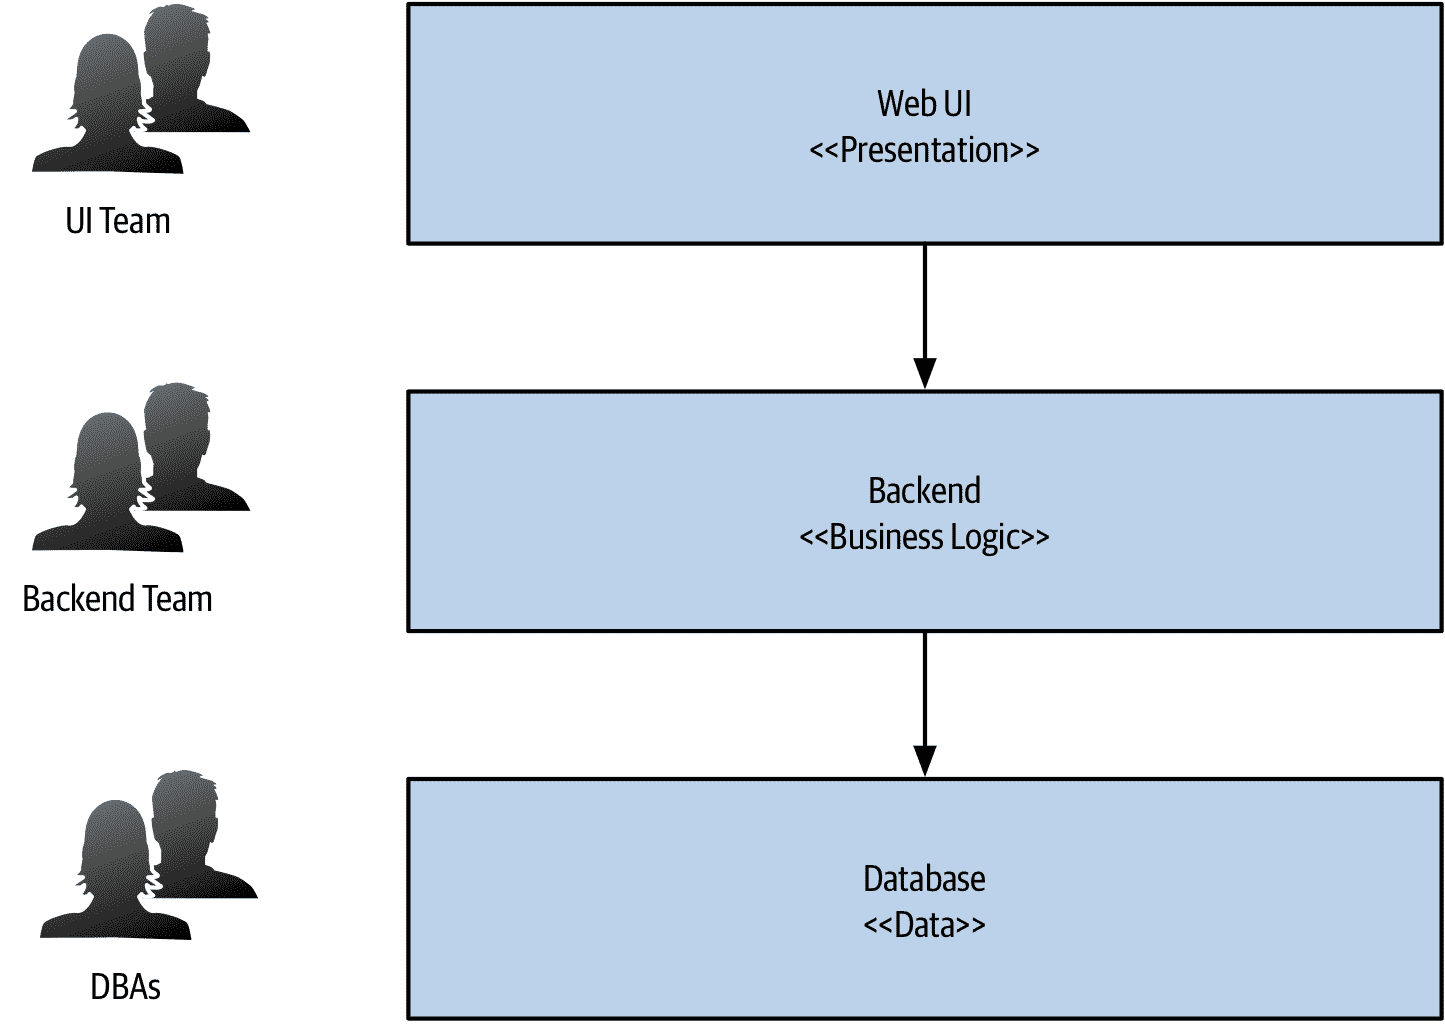 Web UI
<<Presentation>>
UI Team
Backend
<<Business Logic>>
Backend Team
Database
<<Data>>
DBAs